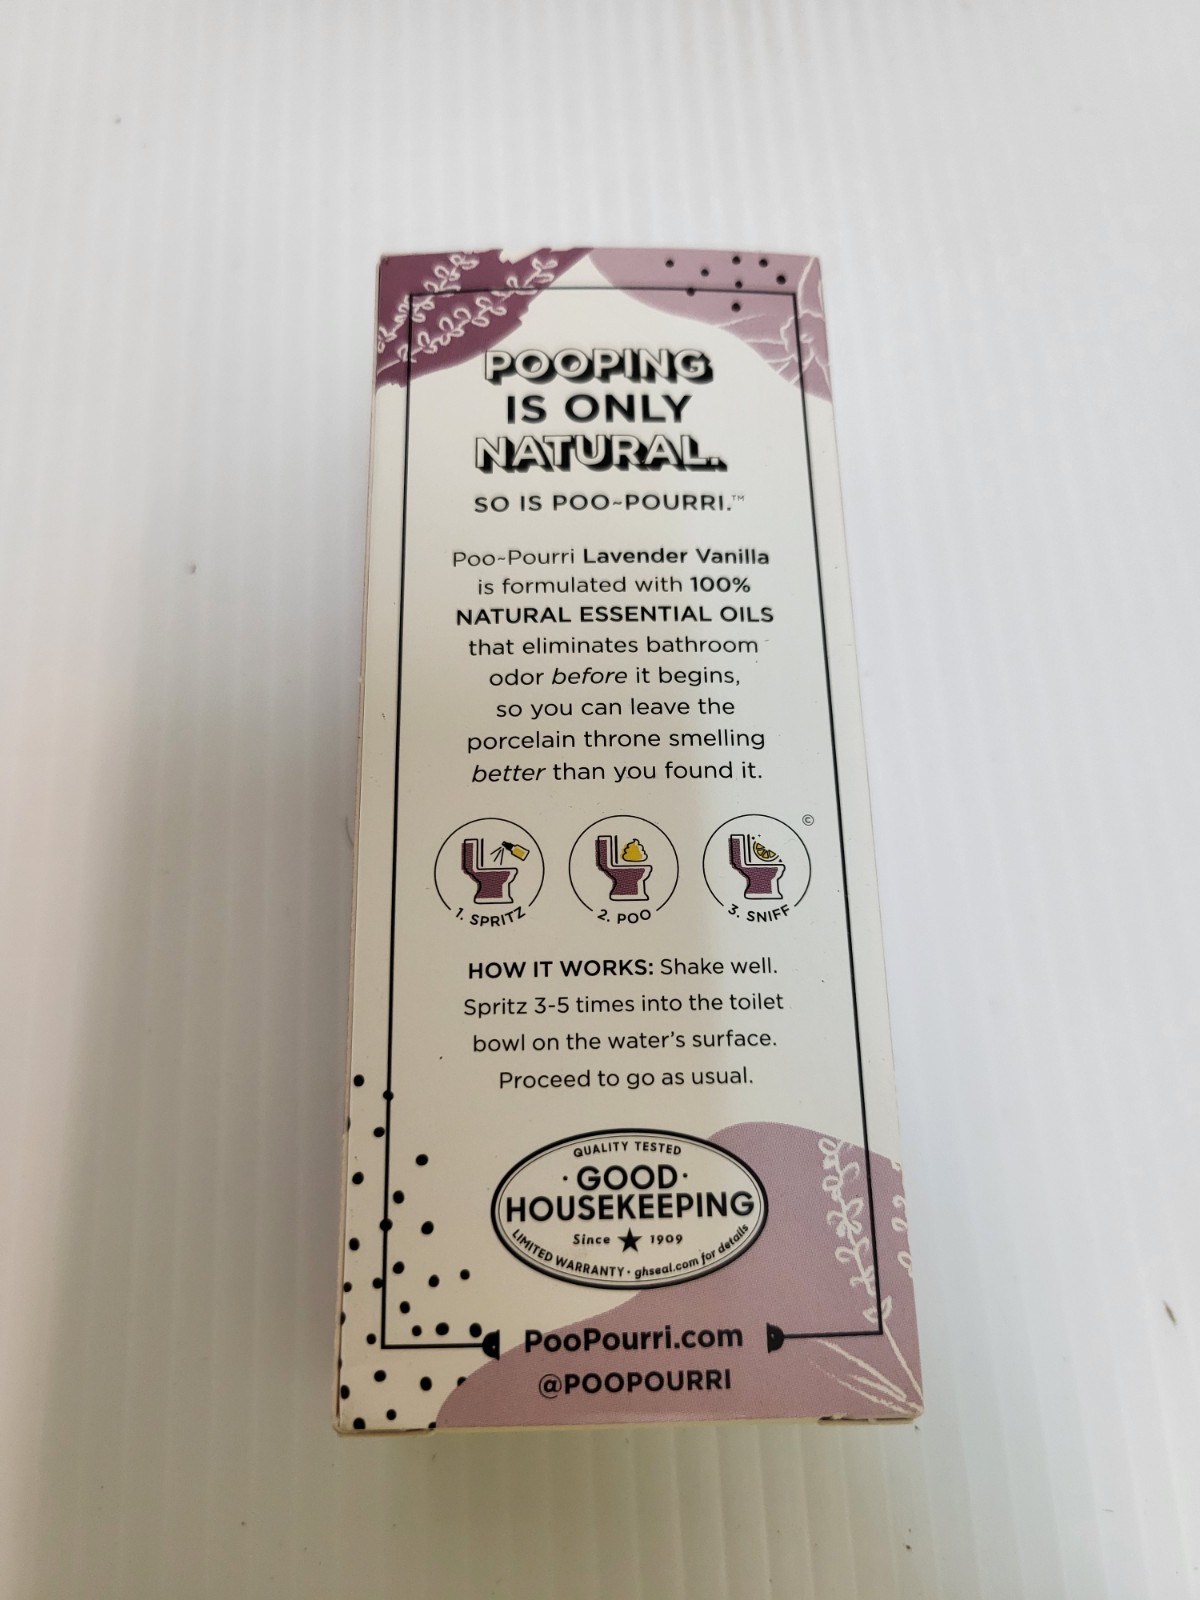 POOPING
IS ONLY
NATURAL.
SO IS POO~POURRI.™
Poo~Pourri Lavender Vanilla
is formulated with 100%
NATURAL ESSENTIAL OILS
that eliminates bathroom
odor before it begins,
so you can leave the
porcelain throne smelling
better than you found it.
©
1. SPRITZ
2. POO
3. SNIFF
HOW IT WORKS: Shake well.
Spritz 3-5 times into the toilet
bowl on the water's surface.
Proceed to go as usual.
QUALITY TESTED
·GOOD·
HOUSEKEEPING
Since ★ 1909
LIMITED WARRANTY · ghseal.com for details
PooPourri.com
@POOPOURRI